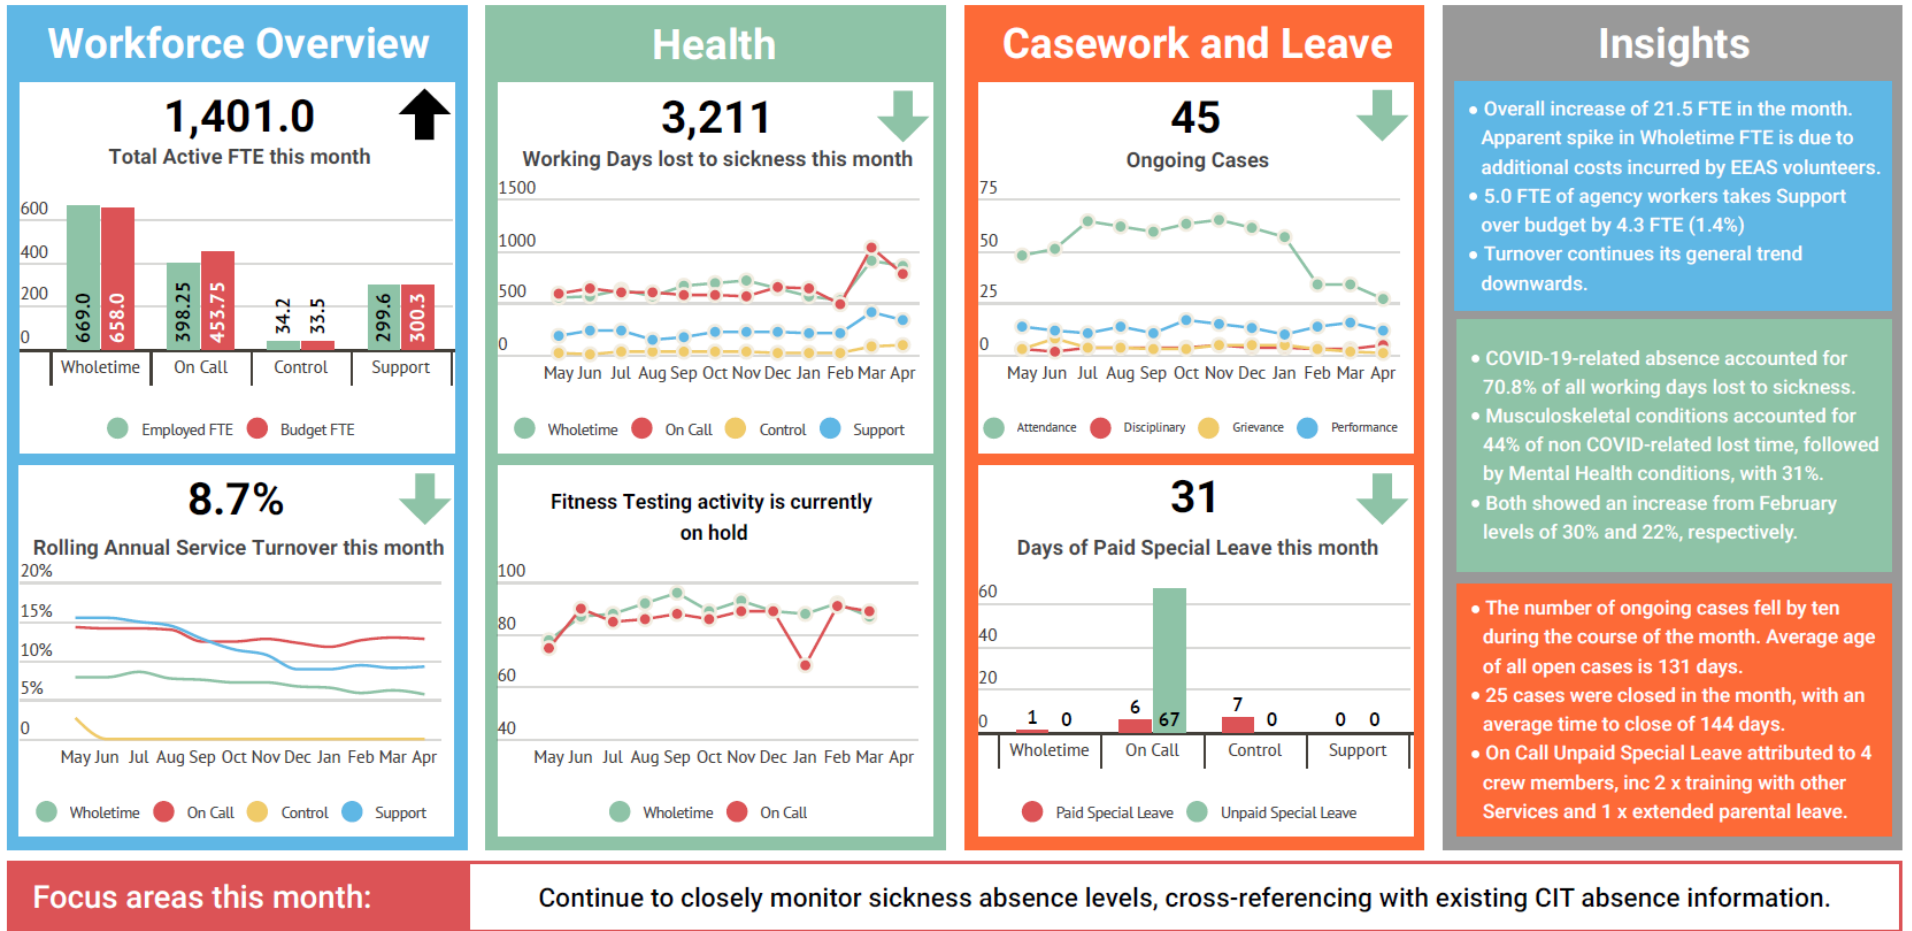 Workforce Overview
1,401.0
Total Active FTE this month
600
400
200
0
669.0
658.0
398.25
453.75
34.2
33.5
299.6
300.3
Wholetime On Call Control Support
Employed FTE Budget FTE
8.7%
Rolling Annual Service Turnover this month
20%
15%
10%
5%
0
May Jun Jul Aug Sep Oct Nov Dec Jan Feb Mar Apr
Wholetime On Call Control Support
Health
3,211
Working Days lost to sickness this month
1500
1000
500
0
May Jun Jul Aug Sep Oct Nov Dec Jan Feb Mar Apr
Wholetime On Call Control Support
Fitness Testing activity is currently
on hold
100
80
60
40
May Jun Jul Aug Sep Oct Nov Dec Jan Feb Mar Apr
Wholetime On Call
Casework and Leave
45
Ongoing Cases
75
50
25
0
May Jun Jul Aug Sep Oct Nov Dec Jan Feb Mar Apr
Attendance Disciplinary Grievance Performance
31
Days of Paid Special Leave this month
60
40
20
0
1 0
6 67
7 0
0 0
Wholetime On Call Control Support
Paid Special Leave Unpaid Special Leave
Insights
• Overall increase of 21.5 FTE in the month.
Apparent spike in Wholetime FTE is due to
additional costs incurred by EEAS volunteers.
• 5.0 FTE of agency workers takes Support
over budget by 4.3 FTE (1.4%)
• Turnover continues its general trend
downwards.
• COVID-19-related absence accounted for
70.8% of all working days lost to sickness.
• Musculoskeletal conditions accounted for
44% of non COVID-related lost time, followed
by Mental Health conditions, with 31%.
• Both showed an increase from February
levels of 30% and 22%, respectively.
• The number of ongoing cases fell by ten
during the course of the month. Average age
of all open cases is 131 days.
• 25 cases were closed in the month, with an
average time to close of 144 days.
• On Call Unpaid Special Leave attributed to 4
crew members, inc 2 x training with other
Services and 1 x extended parental leave.
Focus areas this month:
Continue to closely monitor sickness absence levels, cross-referencing with existing CIT absence information.